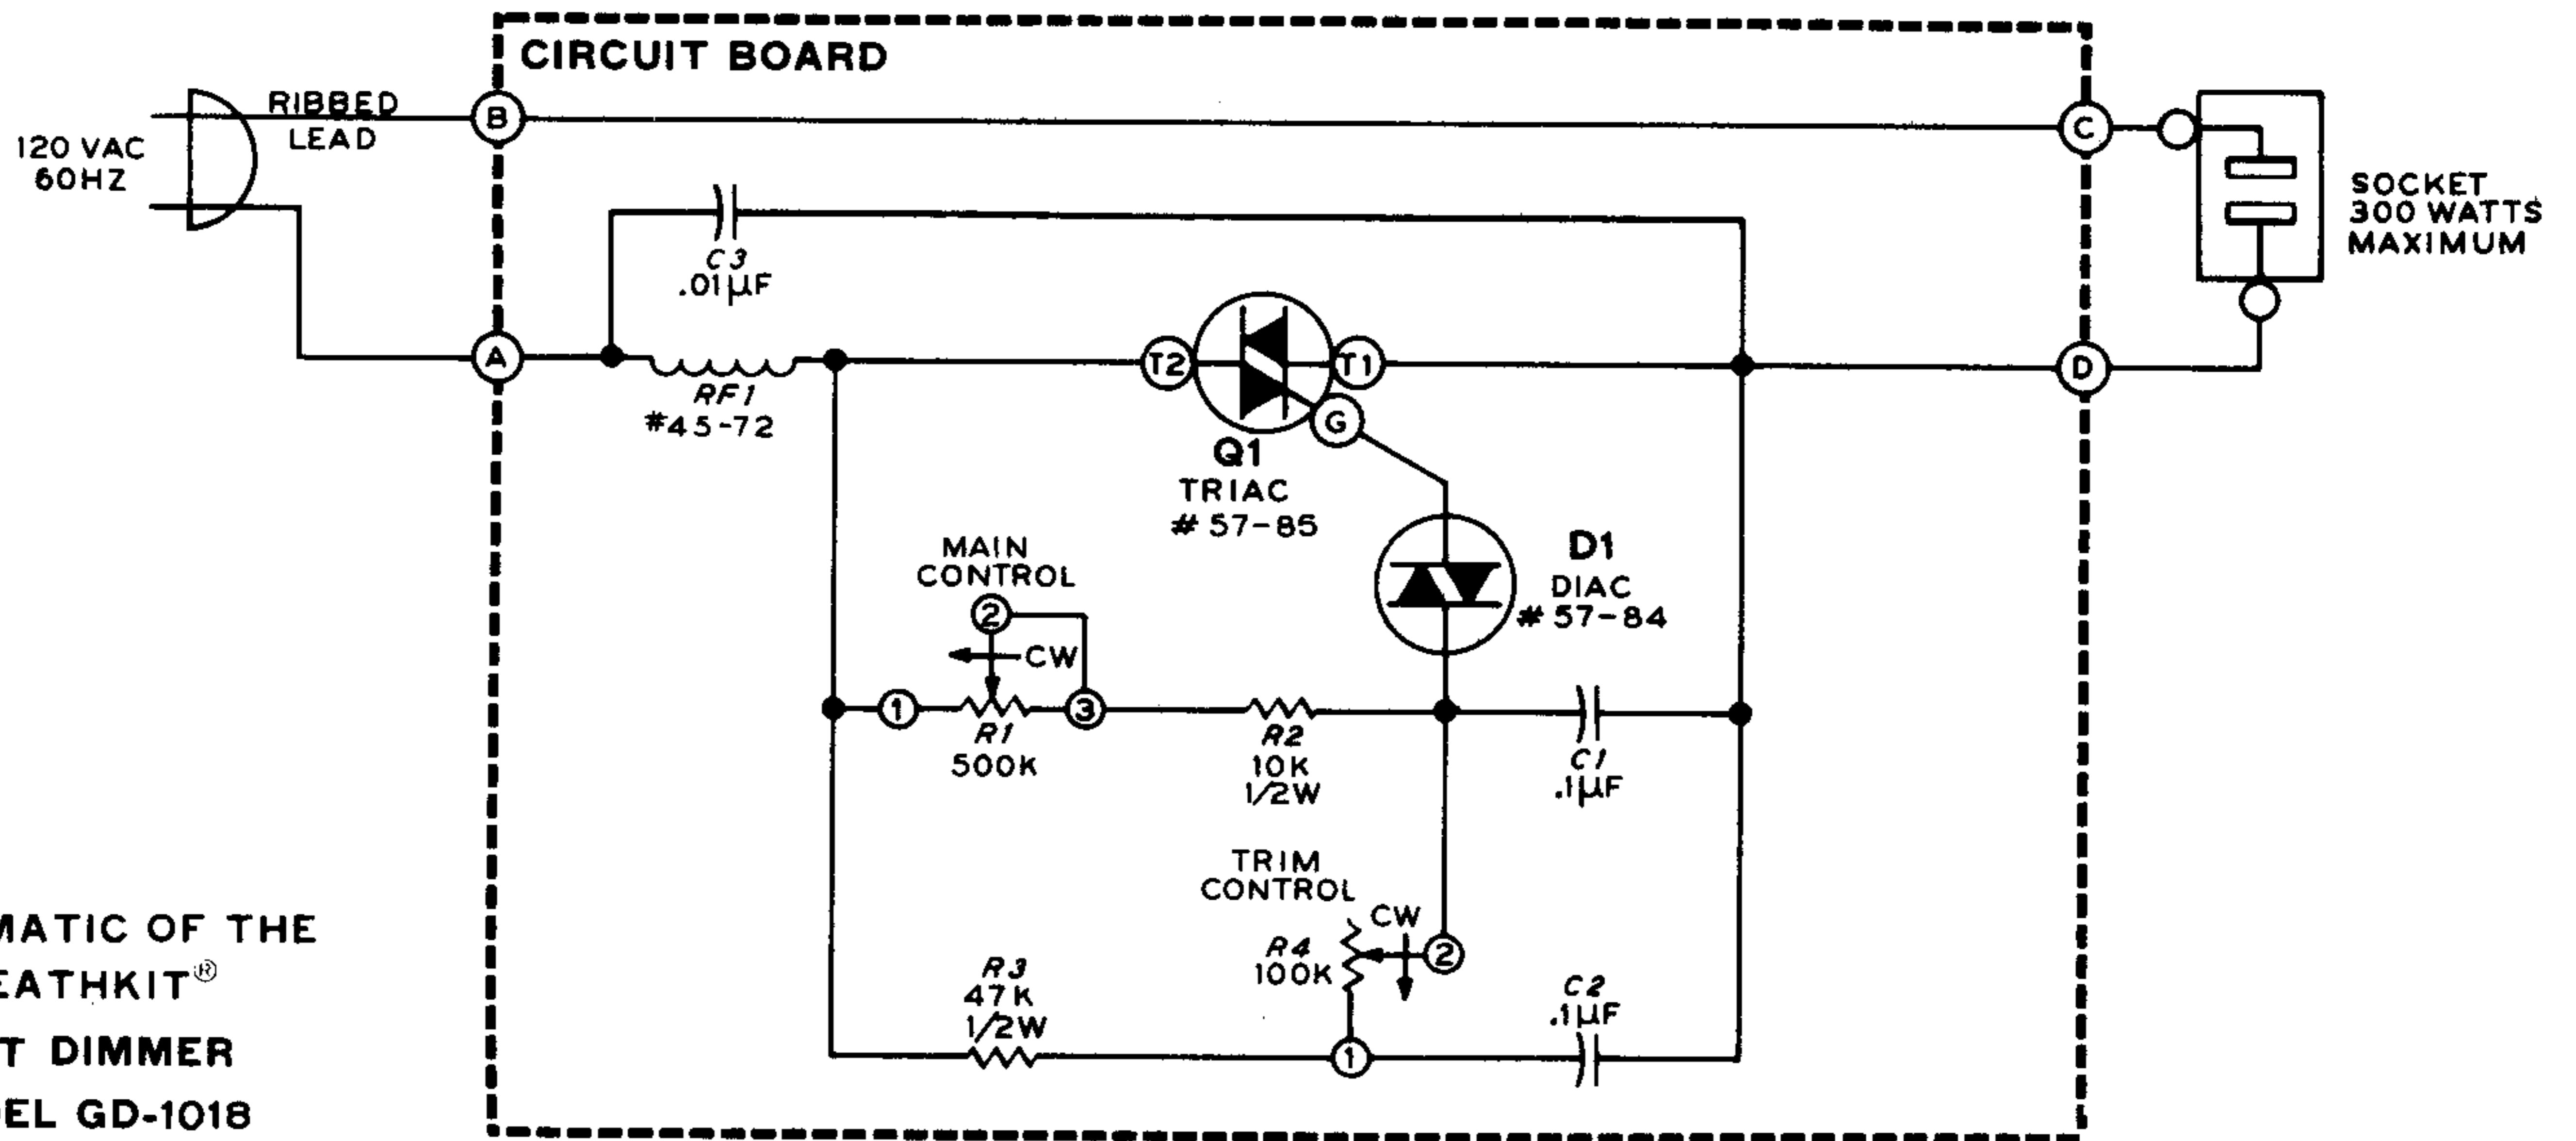 CIRCUIT BOARD
RIBBED
LEAD
120 VAC
60HZ
B
C
SOCKET
300 WATTS
MAXIMUM
C3
.01µF
A
RF1
#45-72
T2
T1
G
D
Q1
TRIAC
# 57-85
D1
DIAC
# 57-84
MAIN
CONTROL
2
CW
1
3
R1
500K
R2
10K
1/2W
C1
.1µF
TRIM
CONTROL
CW
R4
100K
2
R3
47K
1/2W
1
C2
.1µF
MATIC OF THE
EATHKIT®
T DIMMER
DEL GD-1018